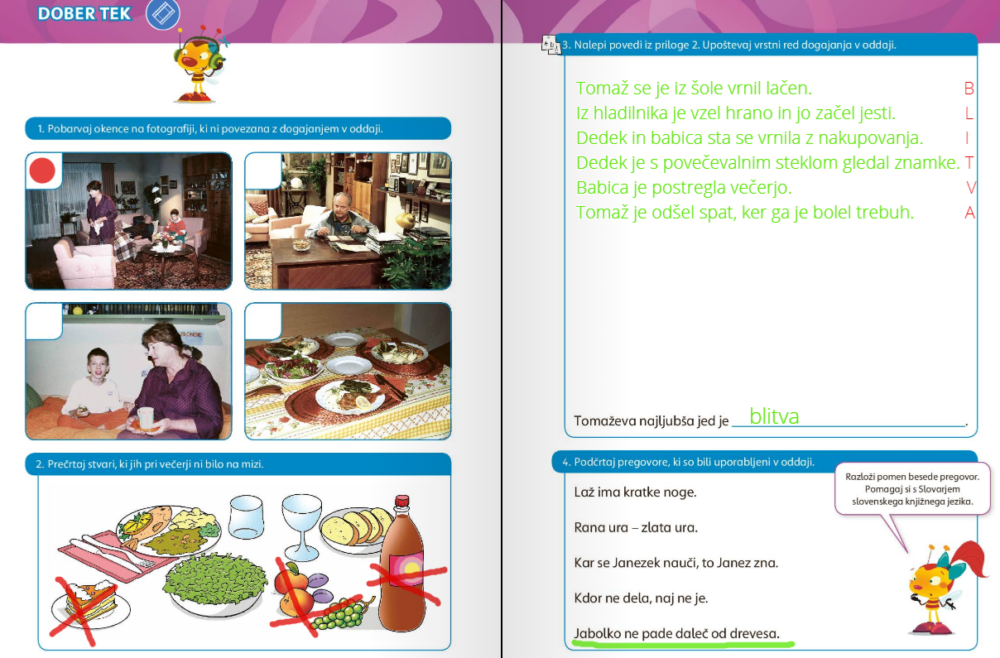 DOBER TEK
1. Pobarvaj okence na fotografiji, ki ni povezana z dogajanjem v oddaji.
BLONDIE
2. Prečrtaj stvari, ki jih pri večerji ni bilo na mizi.
3. Nalepi povedi iz priloge 2. Upoštevaj vrstni red dogajanja v oddaji.
Tomaž se je iz šole vrnil lačen. B
Iz hladilnika je vzel hrano in jo začel jesti. L
Dedek in babica sta se vrnila z nakupovanja. I
Dedek je s povečevalnim steklom gledal znamke. T
Babica je postregla večerjo. V
Tomaž je odšel spat, ker ga je bolel trebuh. A
Tomaževa najljubša jed je blitva.
4. Podčrtaj pregovore, ki so bili uporabljeni v oddaji.
Razloži pomen besede pregovor.
Pomagaj si s Slovarjem
slovenskega knjižnega jezika.
Laž ima kratke noge.
Rana ura – zlata ura.
Kar se Janezek nauči, to Janez zna.
Kdor ne dela, naj ne je.
Jabolko ne pade daleč od drevesa.